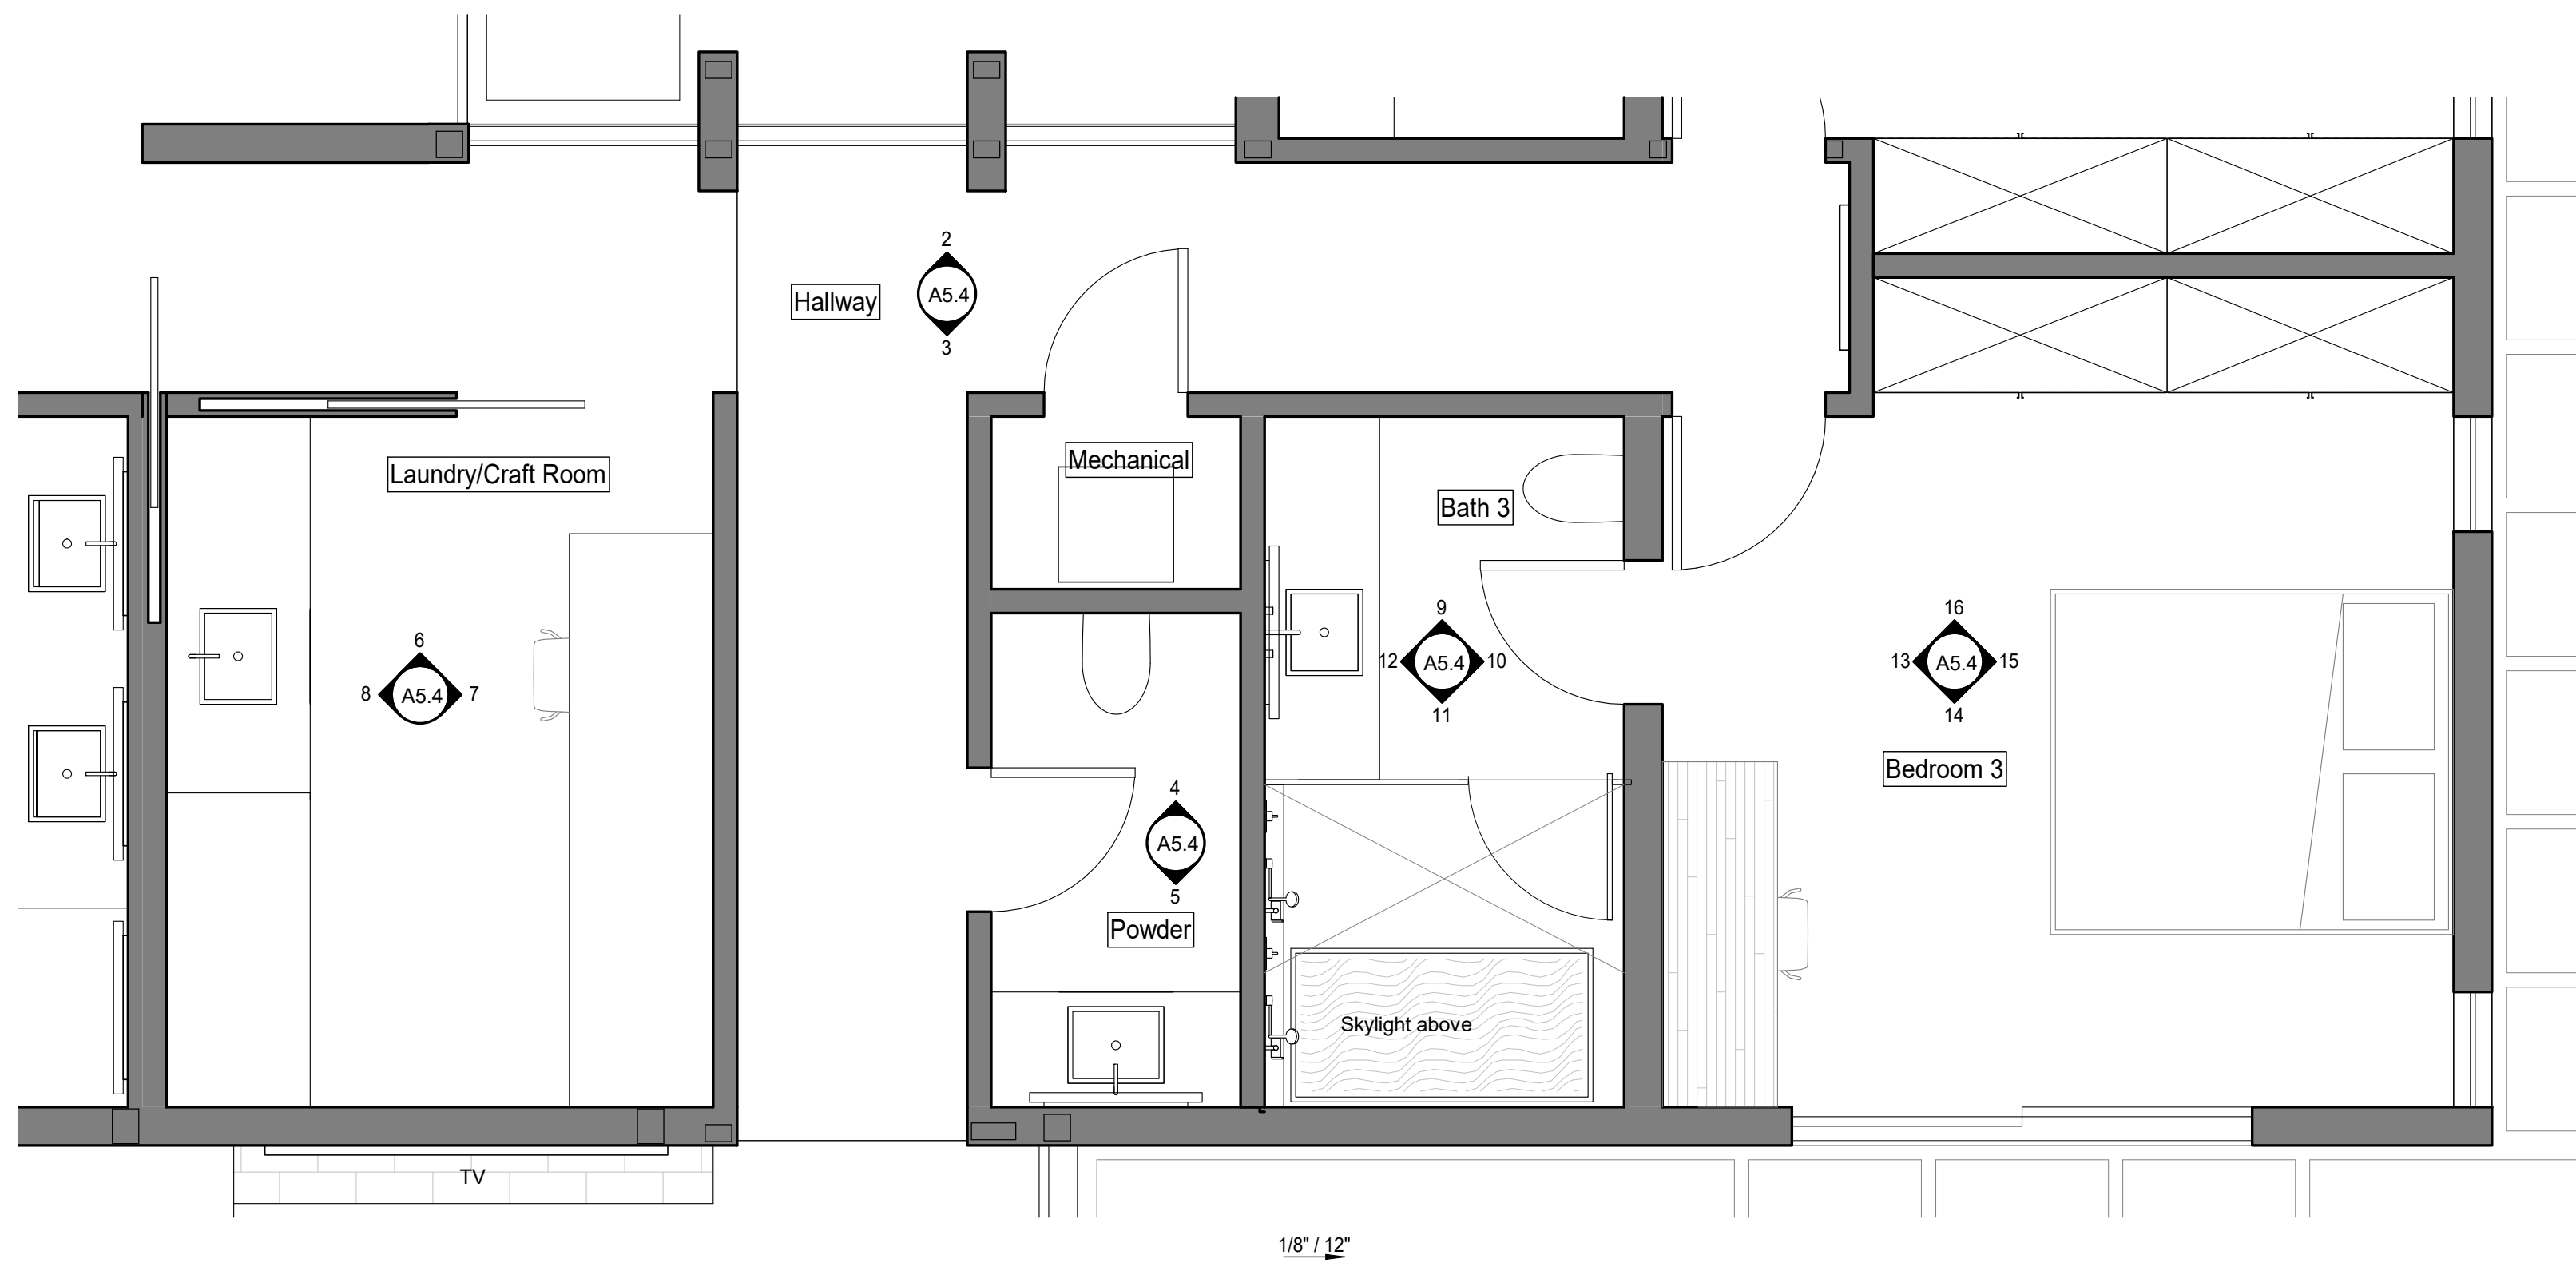 2
Hallway
A5.4
3
Mechanical
Laundry/Craft Room
Bath 3
6
8
A5.4
7
9
12
A5.4
10
11
16
13
A5.4
15
14
Bedroom 3
4
A5.4
5
Powder
Skylight above
TV
1/8" / 12"